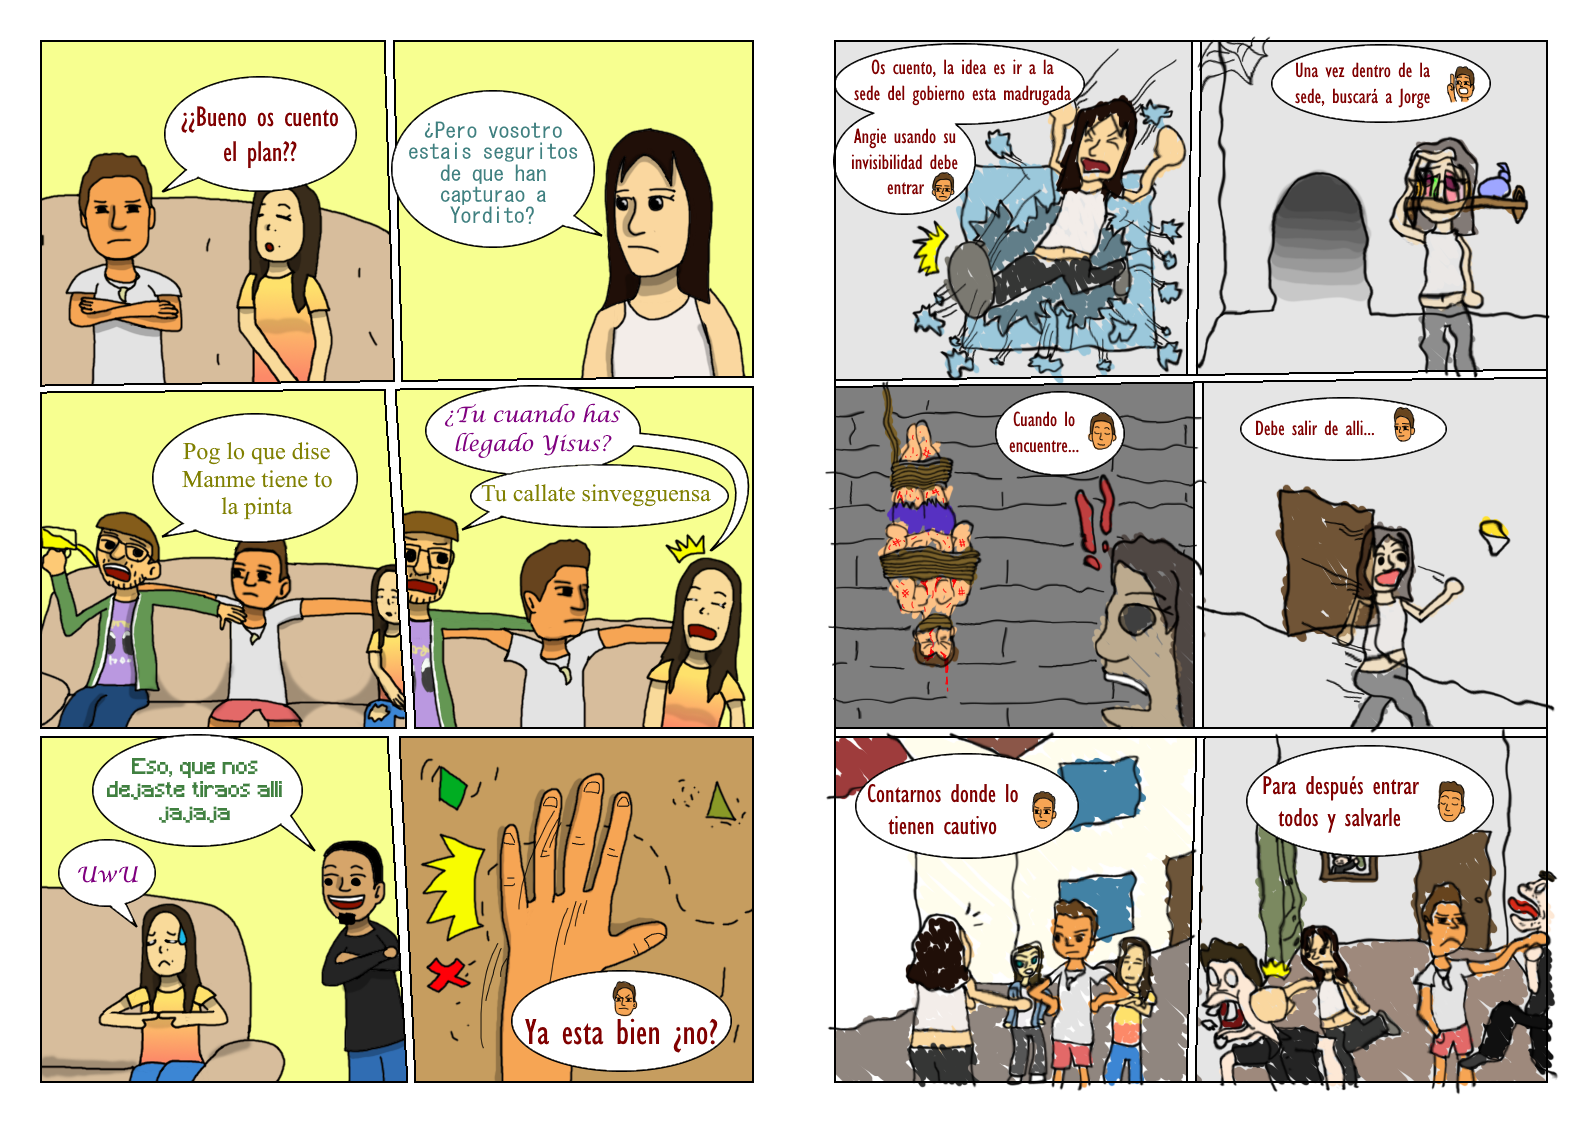 ¿¿Bueno os cuento
el plan??
¿Pero vosotro
estais seguritos
de que han
capturao a
Yordito?
Pog lo que dise
Manme tiene to
la pinta
¿Tu cuando has
llegado Yísus?
Tu callate sinvegguensa
Eso, que nos
dejaste tiraos alli
jajaja
UwU
Ya esta bien ¿no?
Os cuento, la idea es ir a la
sede del gobierno esta madrugada
Angie usando su
invisibilidad debe
entrar
Una vez dentro de la
sede, buscará a Jorge
Cuando lo
encuentre...
Debe salir de alli...
Contarnos donde lo
tienen cautivo
Para después entrar
todos y salvarle